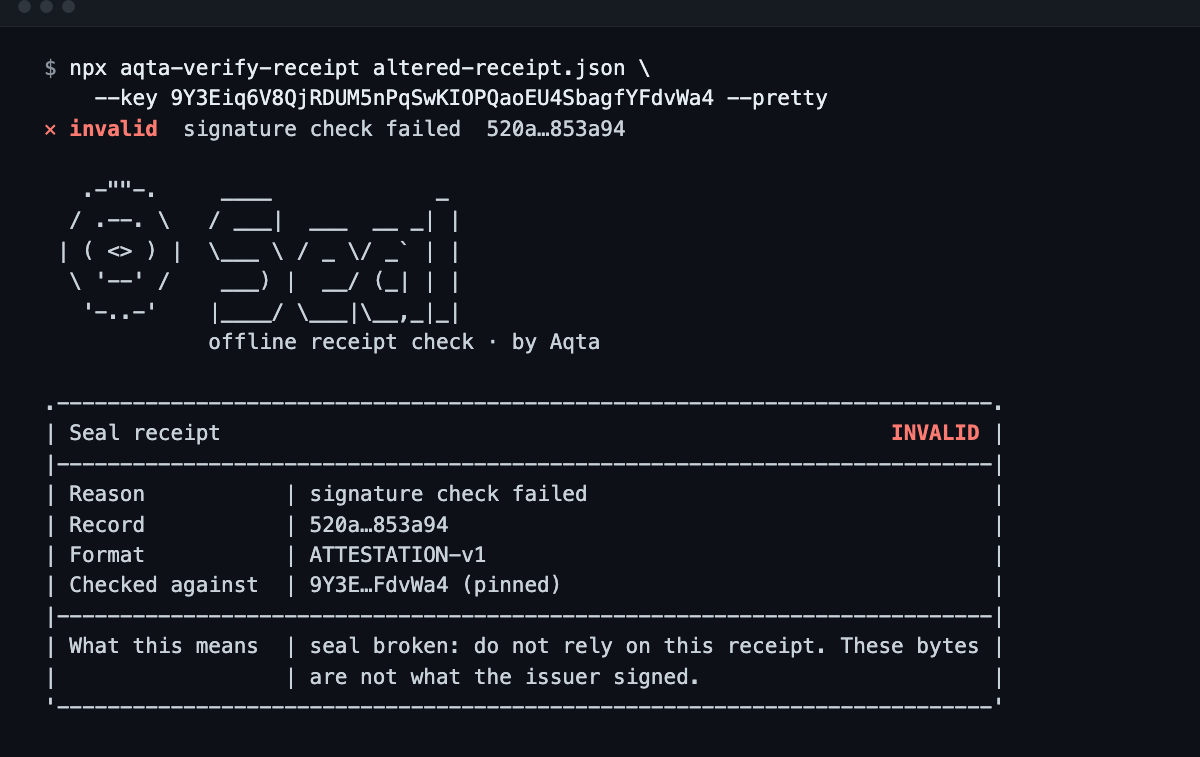 $ npx aqta-verify-receipt altered-receipt.json \
    --key 9Y3Eiq6V8QjRDUM5nPqSwKIOPQaoEU4SbagfYFdvWa4 --pretty
× invalid  signature check failed  520a…853a94
Seal
offline receipt check · by Aqta
Seal receipt INVALID
Reason | signature check failed
Record | 520a…853a94
Format | ATTESTATION-v1
Checked against | 9Y3E…FdvWa4 (pinned)
What this means | seal broken: do not rely on this receipt. These bytes
| are not what the issuer signed.